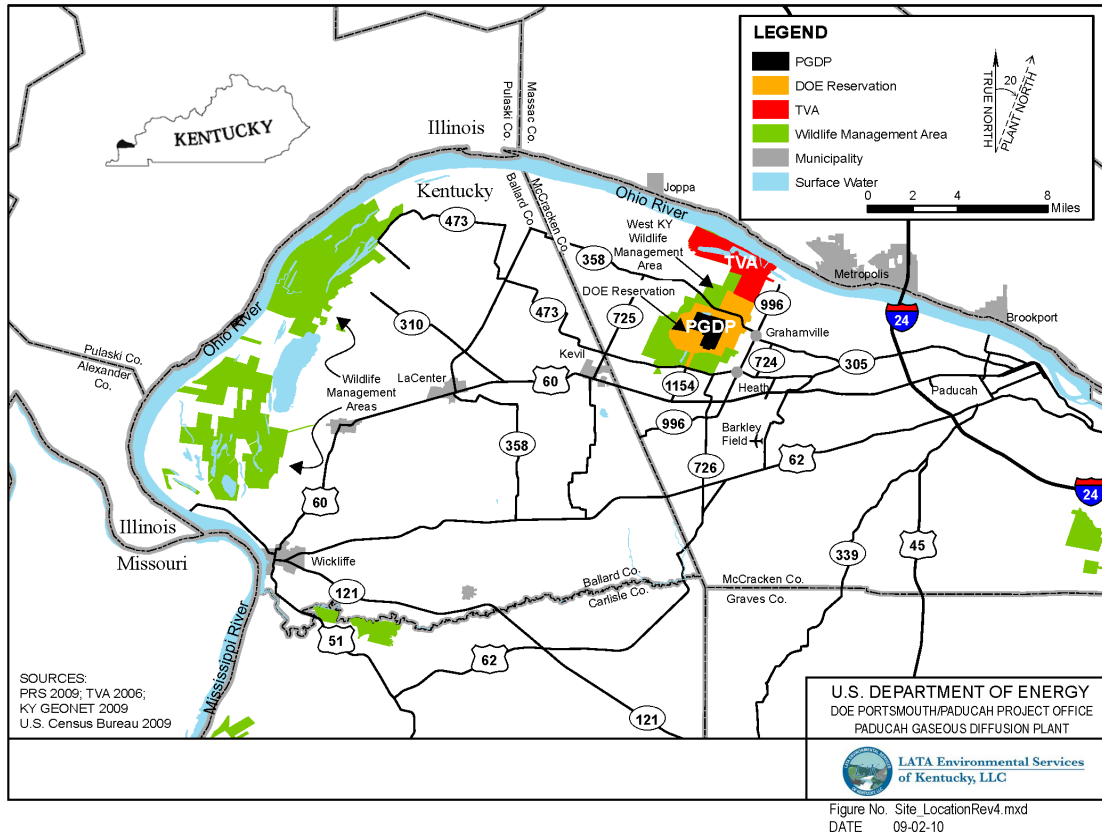 LEGEND
PGDP
DOE Reservation
TVA
Wildlife Management Area
Municipality
Surface Water
TRUE NORTH
20
PLANT NORTH
0 2 4 8
Miles
KENTUCKY
Illinois
Pulaski Co.
Massac Co.
Kentucky
Ballard Co.
McCracken Co.
Ohio River
Joppa
West KY
Wildlife
Management
Area
TVA
473
358
DOE Reservation
Metropolis
996
PGDP
Grahamville
24
Brookport
Ohio River
310
473
725
724
305
Pulaski Co.
Alexander
Co.
Kevil
Wildlife
Management
Areas
LaCenter
60
1154
Heath
Paducah
996
Barkley
Field
358
726
62
60
24
Illinois
Missouri
Wickliffe
339
45
121
Ballard Co.
Carlisle Co.
McCracken Co.
Graves Co.
51
62
Mississippi River
121
SOURCES:
PRS 2009; TVA 2006;
KY GEONET 2009
U.S. Census Bureau 2009
U.S. DEPARTMENT OF ENERGY
DOE PORTSMOUTH/PADUCAH PROJECT OFFICE
PADUCAH GASEOUS DIFFUSION PLANT
LATA Environmental Services
of Kentucky, LLC
Figure No. Site_LocationRev4.mxd
DATE 09-02-10